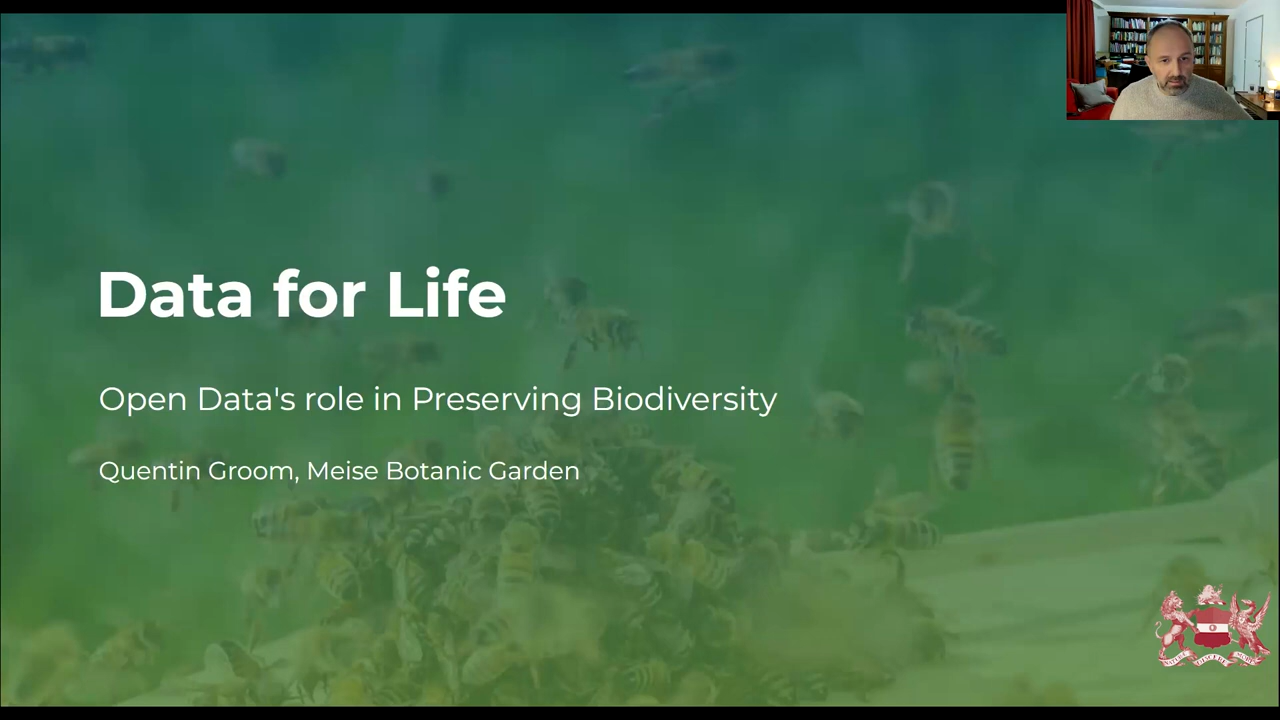 Data for Life
Open Data's role in Preserving Biodiversity
Quentin Groom, Meise Botanic Garden